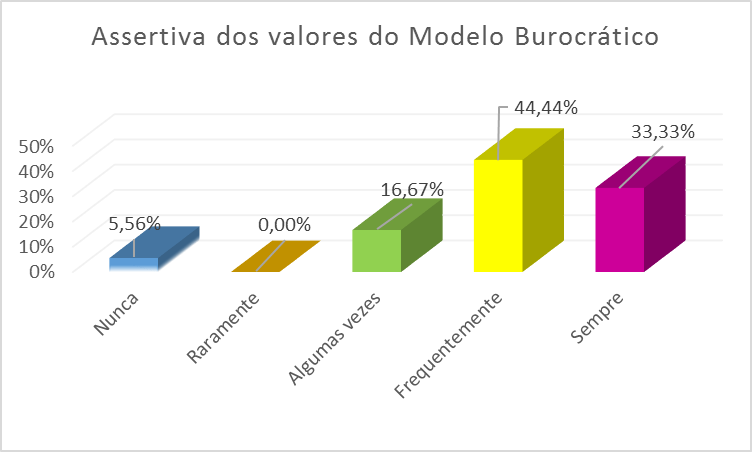 Assertiva dos valores do Modelo Burocrático
44,44%
33,33%
50%
40%
30%
20%
10%
0%
5,56%
0,00%
16,67%
Nunca
Raramente
Algumas vezes
Frequentemente
Sempre